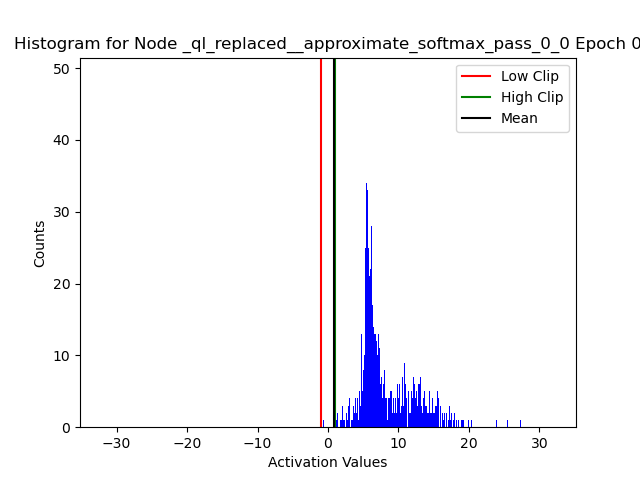 Histogram for Node _ql_replaced__approximate_softmax_pass_0_0 Epoch 0
Low Clip
High Clip
Mean
50
40
30
20
10
0
Counts
−30
−20
−10
0
10
20
30
Activation Values